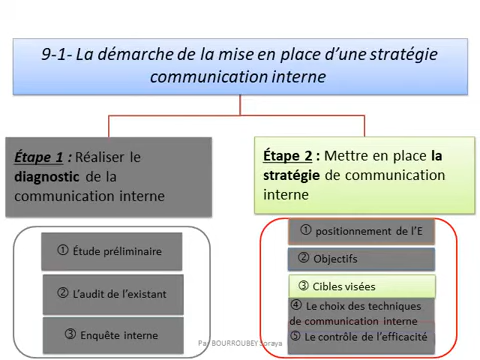 9-1- La démarche de la mise en place d'une stratégie
communication interne
Étape 1 : Réaliser le
diagnostic de la
communication interne
① Étude préliminaire
② L'audit de l'existant
③ Enquête interne
Étape 2 : Mettre en place la
stratégie de communication
interne
① positionnement de l'E
② Objectifs
③ Cibles visées
④ Le choix des techniques
de communication interne
⑤ Le contrôle de l'efficacité
Par BOURROUBEY Soraya